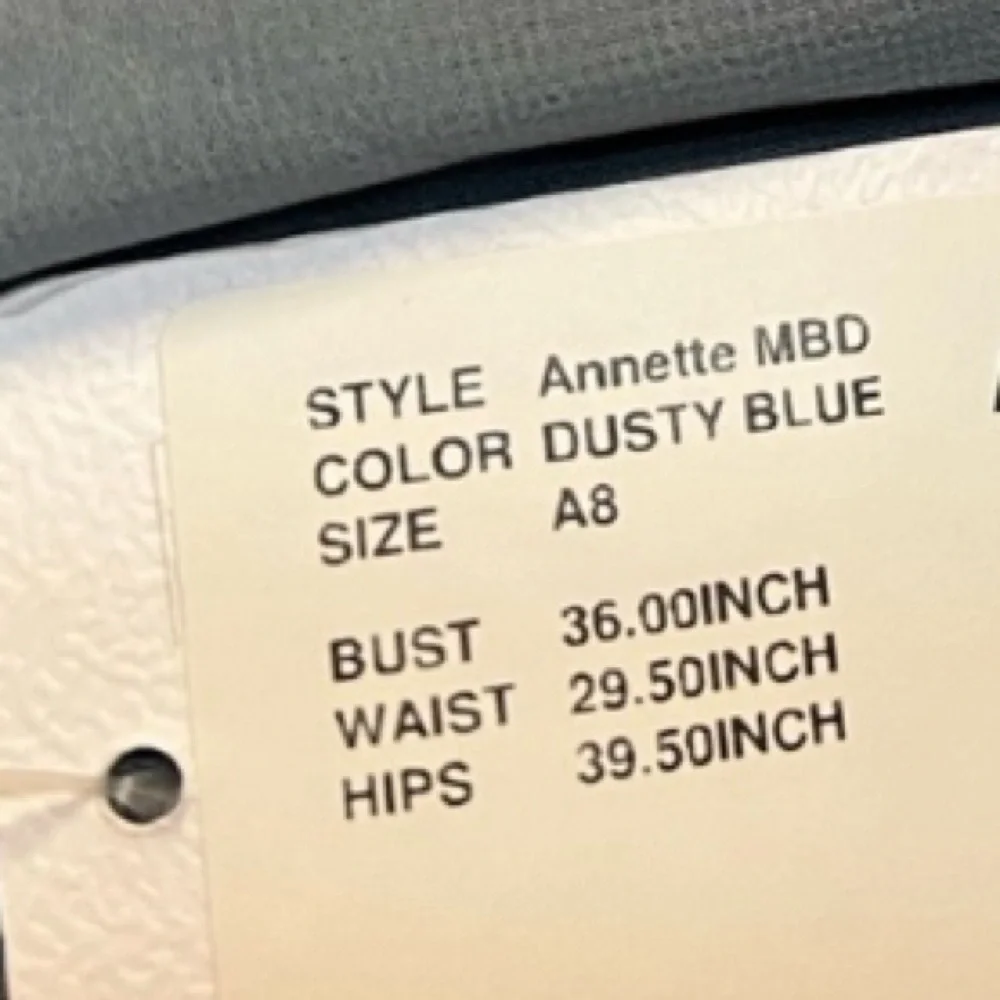 STYLE Annette MBD
COLOR DUSTY BLUE
SIZE A8
BUST 36.00INCH
WAIST 29.50INCH
HIPS 39.50INCH